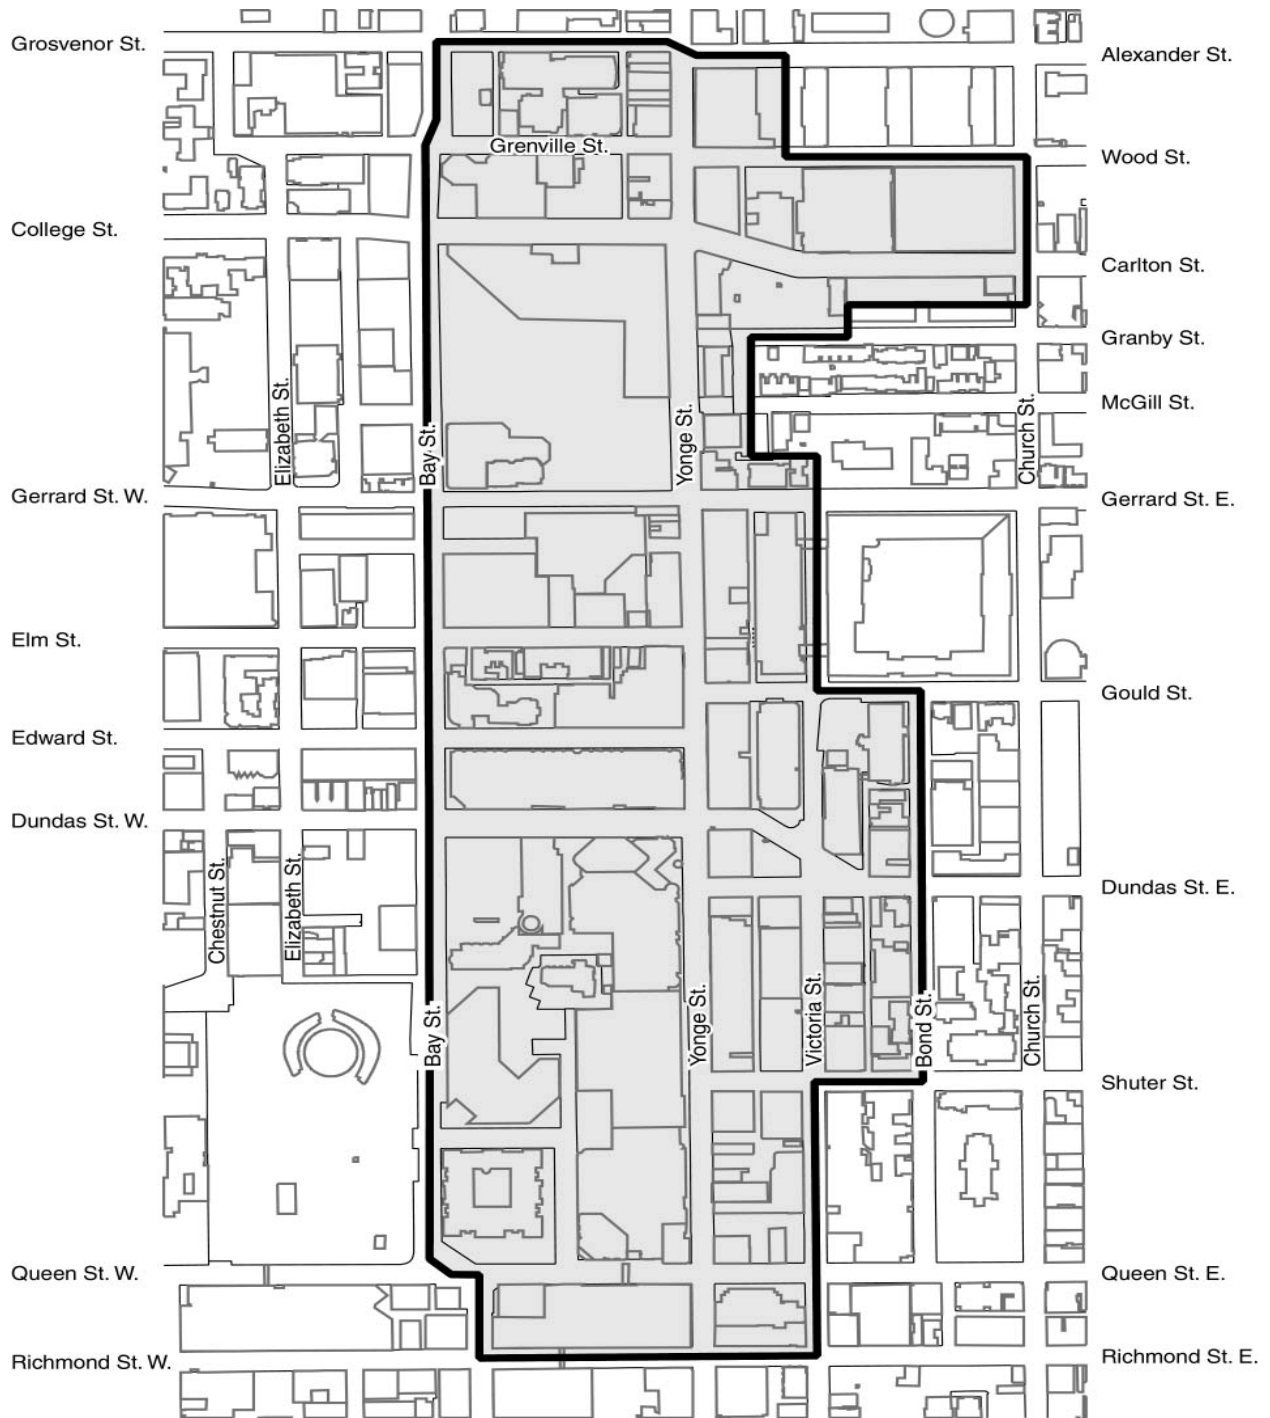 Grosvenor St.
Alexander St.
Grenville St.
Wood St.
College St.
Carlton St.
Granby St.
Elizabeth St.
Bay St.
Yonge St.
McGill St.
Church St.
Gerrard St. W.
Gerrard St. E.
Elm St.
Gould St.
Edward St.
Dundas St. W.
Dundas St. E.
Chestnut St.
Elizabeth St.
Bay St.
Yonge St.
Victoria St.
Bond St.
Church St.
Shuter St.
Queen St. W.
Queen St. E.
Richmond St. W.
Richmond St. E.